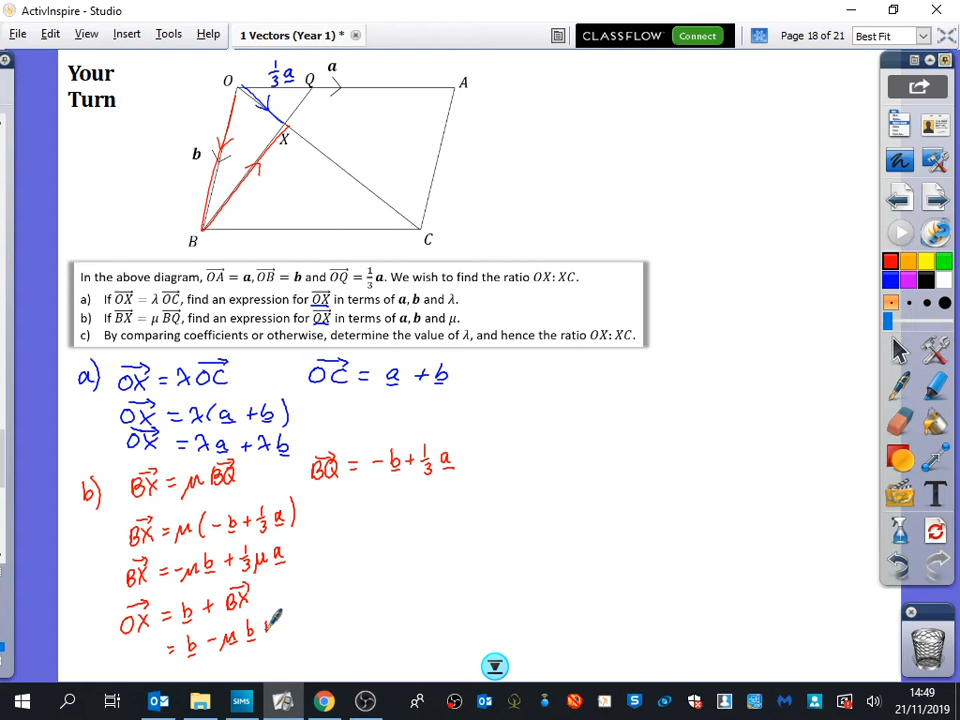 ActivInspire - Studio
File Edit View Insert Tools Help
1 Vectors (Year 1) *
CLASSFLOW Connect
Page 18 of 21
Best Fit
Your
Turn
1/3 a
a
O Q A
X
b
B C
In the above diagram, OA⃗ = a, OB⃗ = b and OQ⃗ = 1/3 a. We wish to find the ratio OX: XC.
a) If OX⃗ = λ OC⃗, find an expression for OX⃗ in terms of a, b and λ.
b) If BX⃗ = μ BQ⃗, find an expression for OX⃗ in terms of a, b and μ.
c) By comparing coefficients or otherwise, determine the value of λ, and hence the ratio OX: XC.
a) OX⃗ = λOC⃗ OC⃗ = a + b
OX⃗ = λ(a + b)
OX⃗ = λa + λb
b) BX⃗ = μBQ⃗ BQ⃗ = -b + 1/3 a
BX⃗ = μ(-b + 1/3 a)
BX⃗ = -μb + 1/3 μa
OX⃗ = b + BX⃗
= b - μb +
SIMS
14:49
21/11/2019